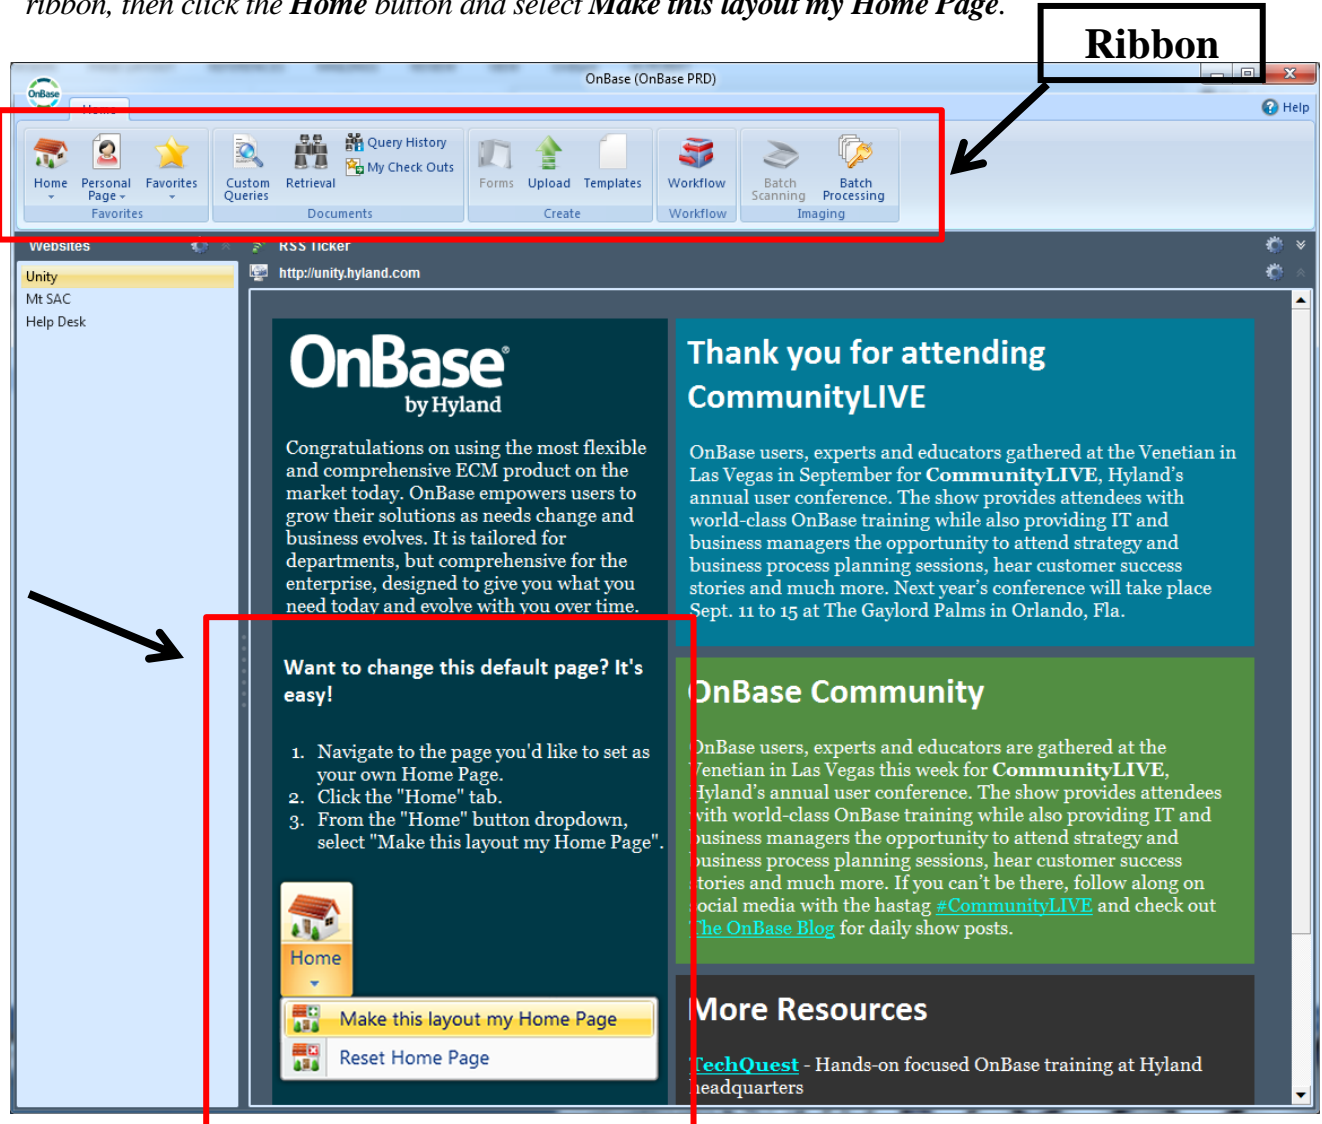 ribbon, then click the Home button and select Make this layout my Home Page.
Ribbon
OnBase (OnBase PRD)
OnBase
Home
Help
Query History
My Check Outs
Home Personal Page Favorites Custom Queries Retrieval Forms Upload Templates Workflow Batch Scanning Batch Processing
Favorites Documents Create Workflow Imaging
Websites
RSS Ticker
http://unity.hyland.com
Unity
Mt SAC
Help Desk
OnBase®
by Hyland
Congratulations on using the most flexible
and comprehensive ECM product on the
market today. OnBase empowers users to
grow their solutions as needs change and
business evolves. It is tailored for
departments, but comprehensive for the
enterprise, designed to give you what you
need today and evolve with you over time.
Want to change this default page? It's
easy!
1. Navigate to the page you'd like to set as
your own Home Page.
2. Click the "Home" tab.
3. From the "Home" button dropdown,
select "Make this layout my Home Page".
Home
Make this layout my Home Page
Reset Home Page
Thank you for attending
CommunityLIVE
OnBase users, experts and educators gathered at the Venetian in
Las Vegas in September for CommunityLIVE, Hyland's
annual user conference. The show provides attendees with
world-class OnBase training while also providing IT and
business managers the opportunity to attend strategy and
business process planning sessions, hear customer success
stories and much more. Next year's conference will take place
Sept. 11 to 15 at The Gaylord Palms in Orlando, Fla.
OnBase Community
OnBase users, experts and educators are gathered at the
Venetian in Las Vegas this week for CommunityLIVE,
Hyland's annual user conference. The show provides attendees
with world-class OnBase training while also providing IT and
business managers the opportunity to attend strategy and
business process planning sessions, hear customer success
stories and much more. If you can't be there, follow along on
social media with the hastag #CommunityLIVE and check out
The OnBase Blog for daily show posts.
More Resources
TechQuest - Hands-on focused OnBase training at Hyland
headquarters